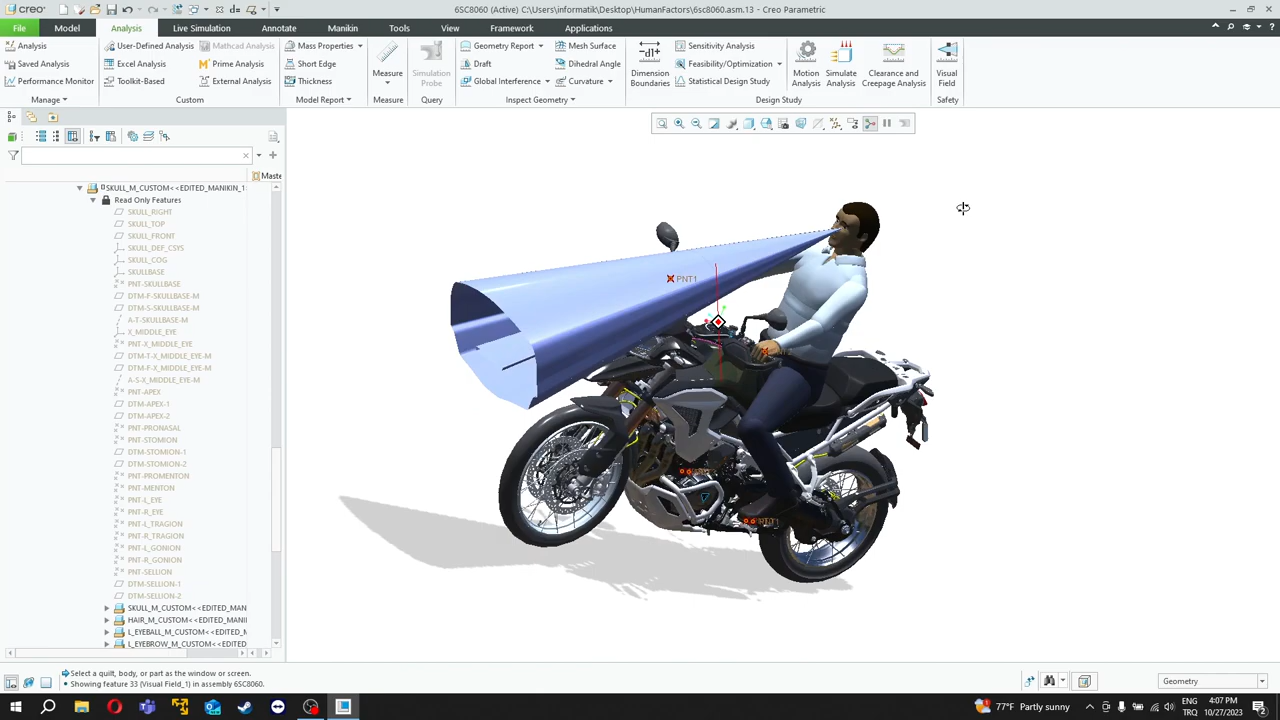 creo
6SC8060 (Active) C:\Users\informatik\Desktop\HumanFactors\6sc8060.asm.13 - Creo Parametric
File Model Analysis Live Simulation Annotate Manikin Tools View Framework Applications
Analysis User-Defined Analysis Mathcad Analysis Mass Properties Short Edge Thickness
Saved Analysis Excel Analysis Prime Analysis
Performance Monitor Toolkit-Based External Analysis
Measure Simulation Probe
Geometry Report Mesh Surface
Draft Dihedral Angle
Global Interference Curvature
Dimension Boundaries Sensitivity Analysis
Feasibility/Optimization
Statistical Design Study
Motion Analysis Simulate Analysis Clearance and Creepage Analysis Visual Field
Manage Custom Model Report Measure Query Inspect Geometry Design Study Safety
Maste
SKULL_M_CUSTOM<<EDITED_MANIKIN_1
Read Only Features
SKULL_RIGHT
SKULL_TOP
SKULL_FRONT
SKULL_DEF_CSYS
SKULL_COG
SKULLBASE
PNT-SKULLBASE
DTM-F-SKULLBASE-M
DTM-S-SKULLBASE-M
A-T-SKULLBASE-M
X_MIDDLE_EYE
PNT-X_MIDDLE_EYE
DTM-T-X_MIDDLE_EYE-M
DTM-F-X_MIDDLE_EYE-M
A-S-X_MIDDLE_EYE-M
PNT-APEX
DTM-APEX-1
DTM-APEX-2
PNT-PRONASAL
PNT-STOMION
DTM-STOMION-1
DTM-STOMION-2
PNT-PROMENTON
PNT-MENTON
PNT-L_EYE
PNT-R_EYE
PNT-L_TRAGION
PNT-R_TRAGION
PNT-L_GONION
PNT-R_GONION
PNT-SELLION
DTM-SELLION-1
DTM-SELLION-2
SKULL_M_CUSTOM<<EDITED_MAN
HAIR_M_CUSTOM<<EDITED_MANI
L_EYEBALL_M_CUSTOM<<EDITED_M
L_EYEBROW_M_CUSTOM<<EDITED
PNT1
Select a quilt, body, or part as the window or screen.
Showing feature 33 (Visual Field_1) in assembly 6SC8060.
Geometry
77°F Partly sunny
ENG
TRQ
4:07 PM
10/27/2023
2